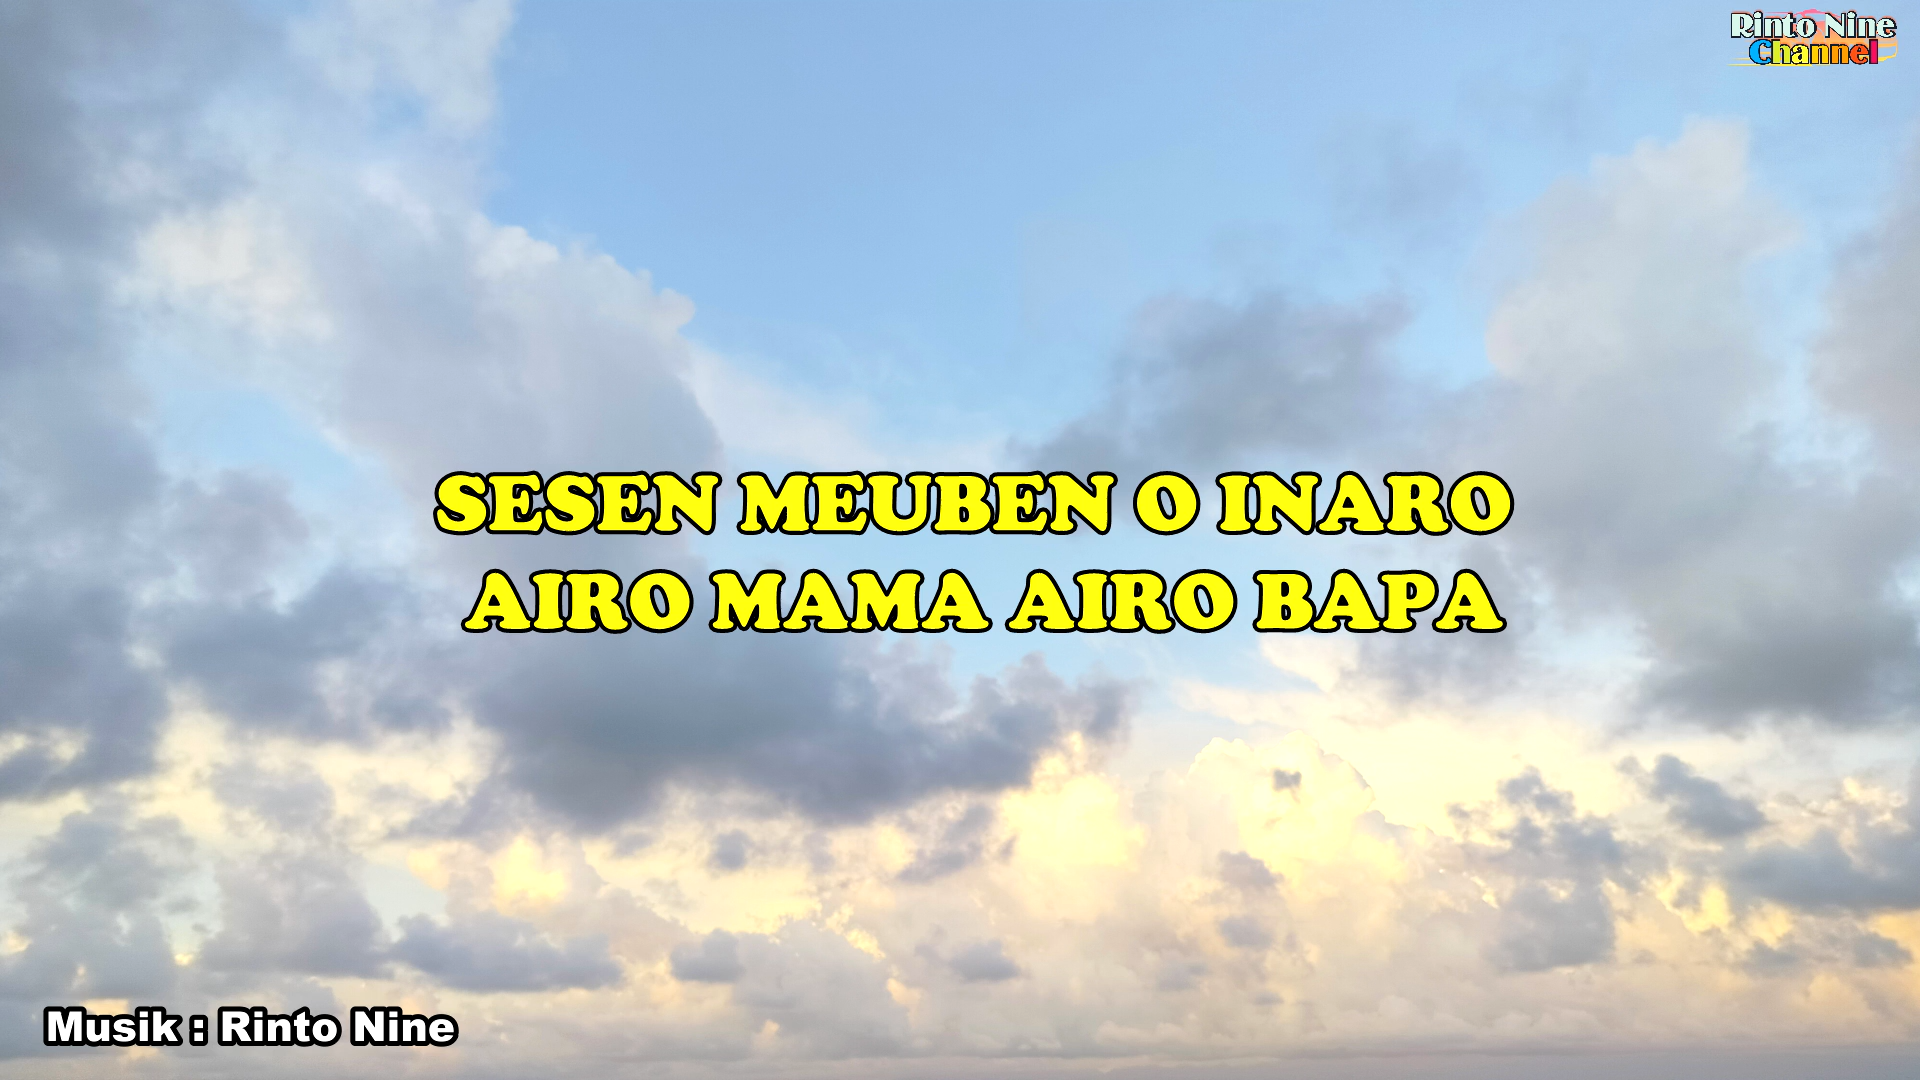 Rinto Nine
Channel
SESEN MEUBEN O INARO
AIRO MAMA AIRO BAPA
Musik : Rinto Nine